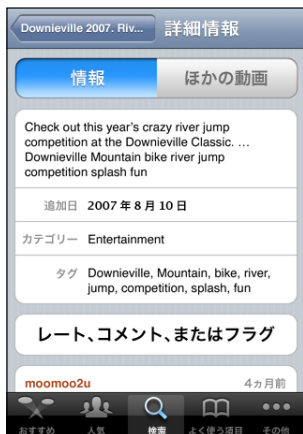 Downieville 2007. Riv...
詳細情報
情報
ほかの動画
Check out this year's crazy river jump
competition at the Downieville Classic. ...
Downieville Mountain bike river jump
competition splash fun
追加日 2007年8月10日
カテゴリー Entertainment
タグ Downieville, Mountain, bike, river,
jump, competition, splash, fun
レート、コメント、またはフラグ
moomoo2u 4ヵ月前
おすすめ 人気 検索 よく使う項目 その他